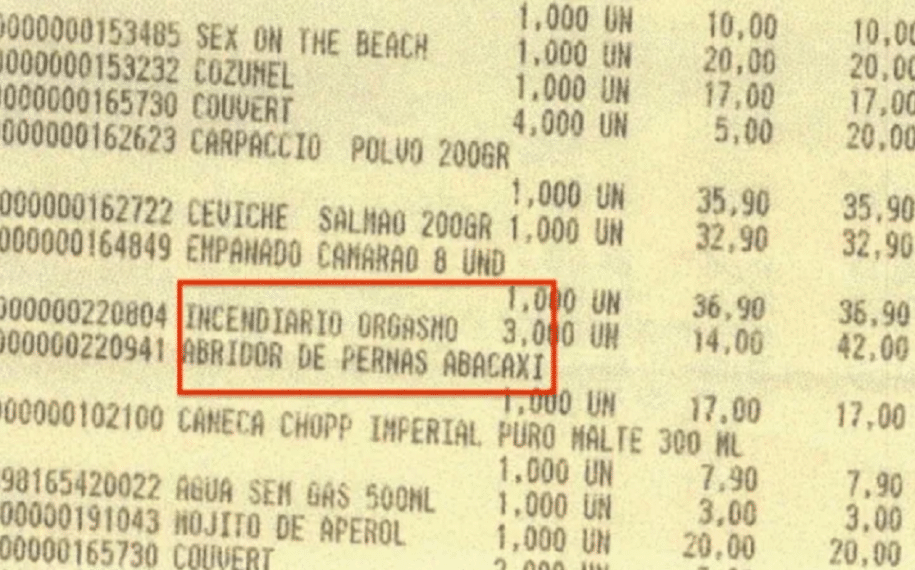 1,000 UN 10,00 10,00
0000000153485 SEX ON THE BEACH 1,000 UN 20,00 20,00
0000000153232 COZUMEL 1,000 UN 17,00 17,00
0000000165730 COUVERT 4,000 UN 5,00 20,00
0000000162623 CARPACCIO POLVO 200GR
1,000 UN 35,90 35,90
000000162722 CEVICHE SALMAO 200GR 1,000 UN 32,90 32,90
0000000164849 EMPANADO CAMARAO 8 UND
1,000 UN 36,90 36,90
000000220804 INCENDIARIO ORGASMO 3,000 UN 14,00 42,00
000000220941 ABRIDOR DE PERNAS ABACAXI
1,000 UN 17,00 17,00
000000102100 CANECA CHOPP IMPERIAL PURO MALTE 300 ML
1,000 UN 7,90 7,90
98165420022 AGUA SEM GAS 500ML 1,000 UN 3,00 3,00
00000191043 MOJITO DE APEROL 1,000 UN 20,00 20,00
00000165730 COUVERT